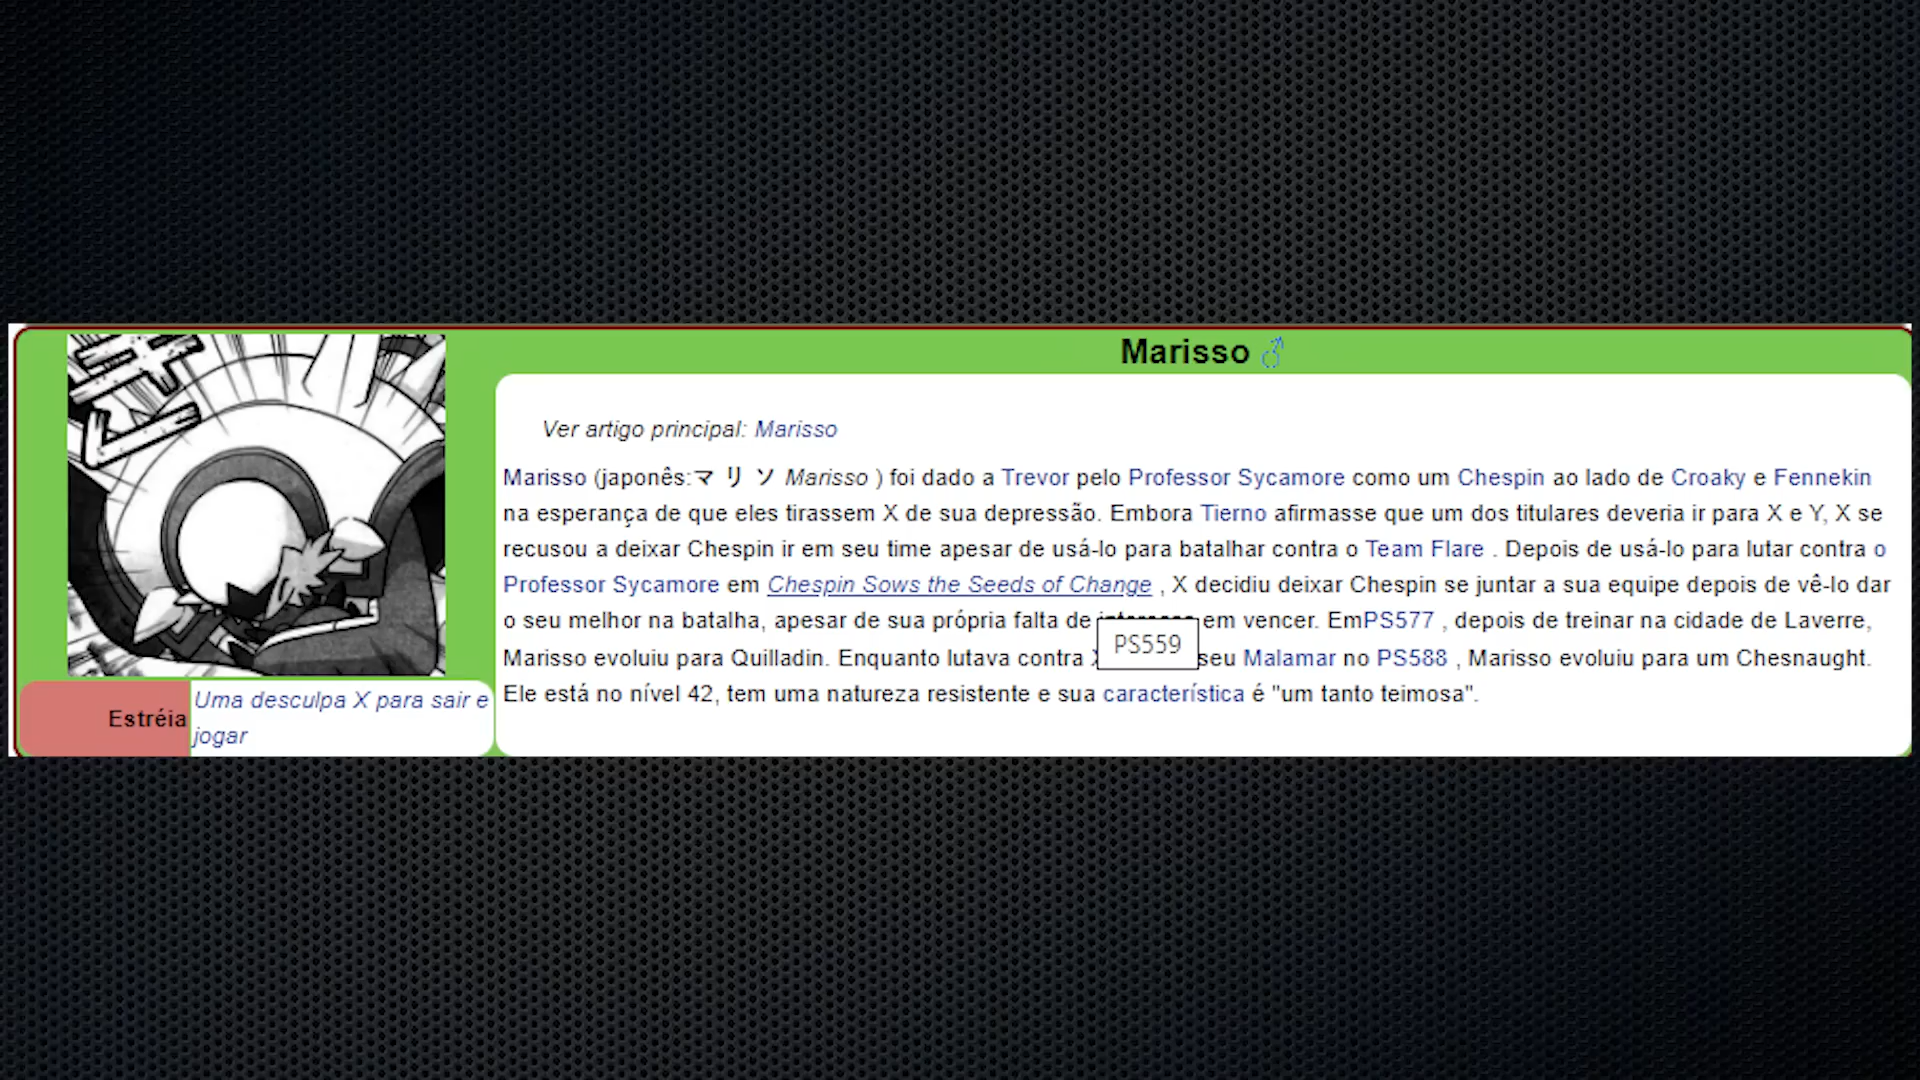 Marisso ♂
Ver artigo principal: Marisso
Marisso (japonês:マ リ ソ Marisso ) foi dado a Trevor pelo Professor Sycamore como um Chespin ao lado de Croaky e Fennekin
na esperança de que eles tirassem X de sua depressão. Embora Tierno afirmasse que um dos titulares deveria ir para X e Y, X se
recusou a deixar Chespin ir em seu time apesar de usá-lo para batalhar contra o Team Flare . Depois de usá-lo para lutar contra o
Professor Sycamore em Chespin Sows the Seeds of Change , X decidiu deixar Chespin se juntar a sua equipe depois de vê-lo dar
o seu melhor na batalha, apesar de sua própria falta de em vencer. EmPS577 , depois de treinar na cidade de Laverre,
PS559
Marisso evoluiu para Quilladin. Enquanto lutava contra seu Malamar no PS588 , Marisso evoluiu para um Chesnaught.
Ele está no nível 42, tem uma natureza resistente e sua característica é "um tanto teimosa".
Estréia
Uma desculpa X para sair e
jogar